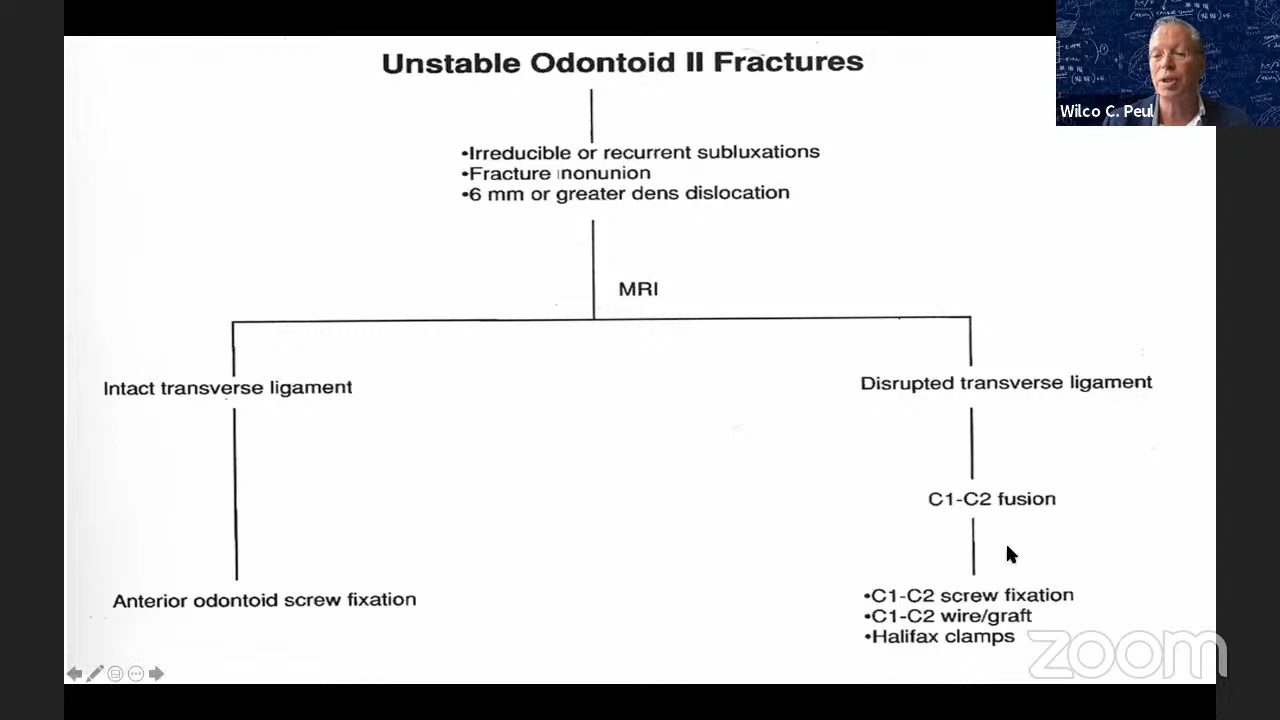 Unstable Odontoid II Fractures
Wilco C. Peul
•Irreducible or recurrent subluxations
•Fracture nonunion
•6 mm or greater dens dislocation
MRI
Intact transverse ligament
Disrupted transverse ligament
C1-C2 fusion
Anterior odontoid screw fixation
•C1-C2 screw fixation
•C1-C2 wire/graft
•Halifax clamps
zoom